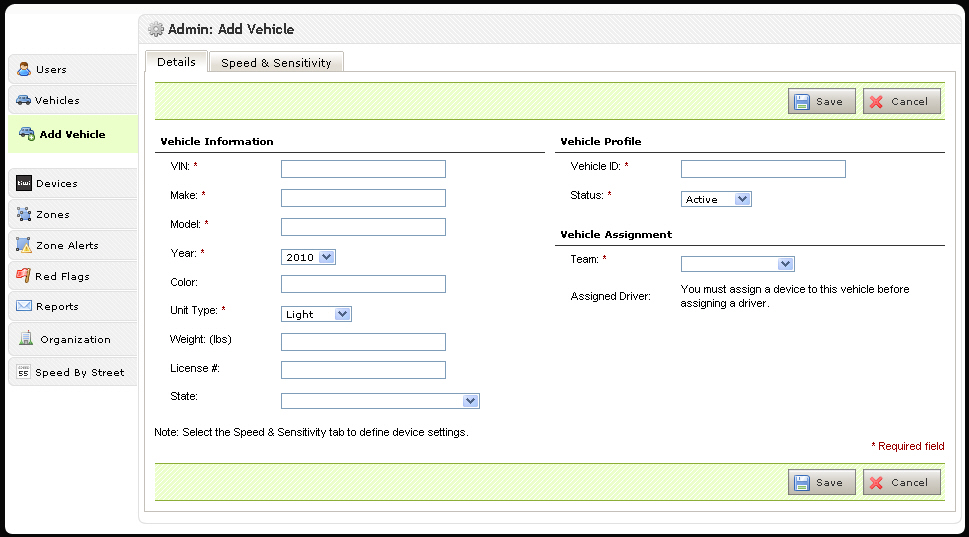 Admin: Add Vehicle
Users
Vehicles
Add Vehicle
tiwi Devices
Zones
Zone Alerts
Red Flags
Reports
Organization
55 Speed By Street
Details
Speed & Sensitivity
Save
Cancel
Vehicle Information
VIN: *
Make: *
Model: *
Year: * 2010
Color:
Unit Type: * Light
Weight: (lbs)
License #:
State:
Vehicle Profile
Vehicle ID: *
Status: * Active
Vehicle Assignment
Team: *
Assigned Driver: You must assign a device to this vehicle before
assigning a driver.
Note: Select the Speed & Sensitivity tab to define device settings.
* Required field
Save
Cancel